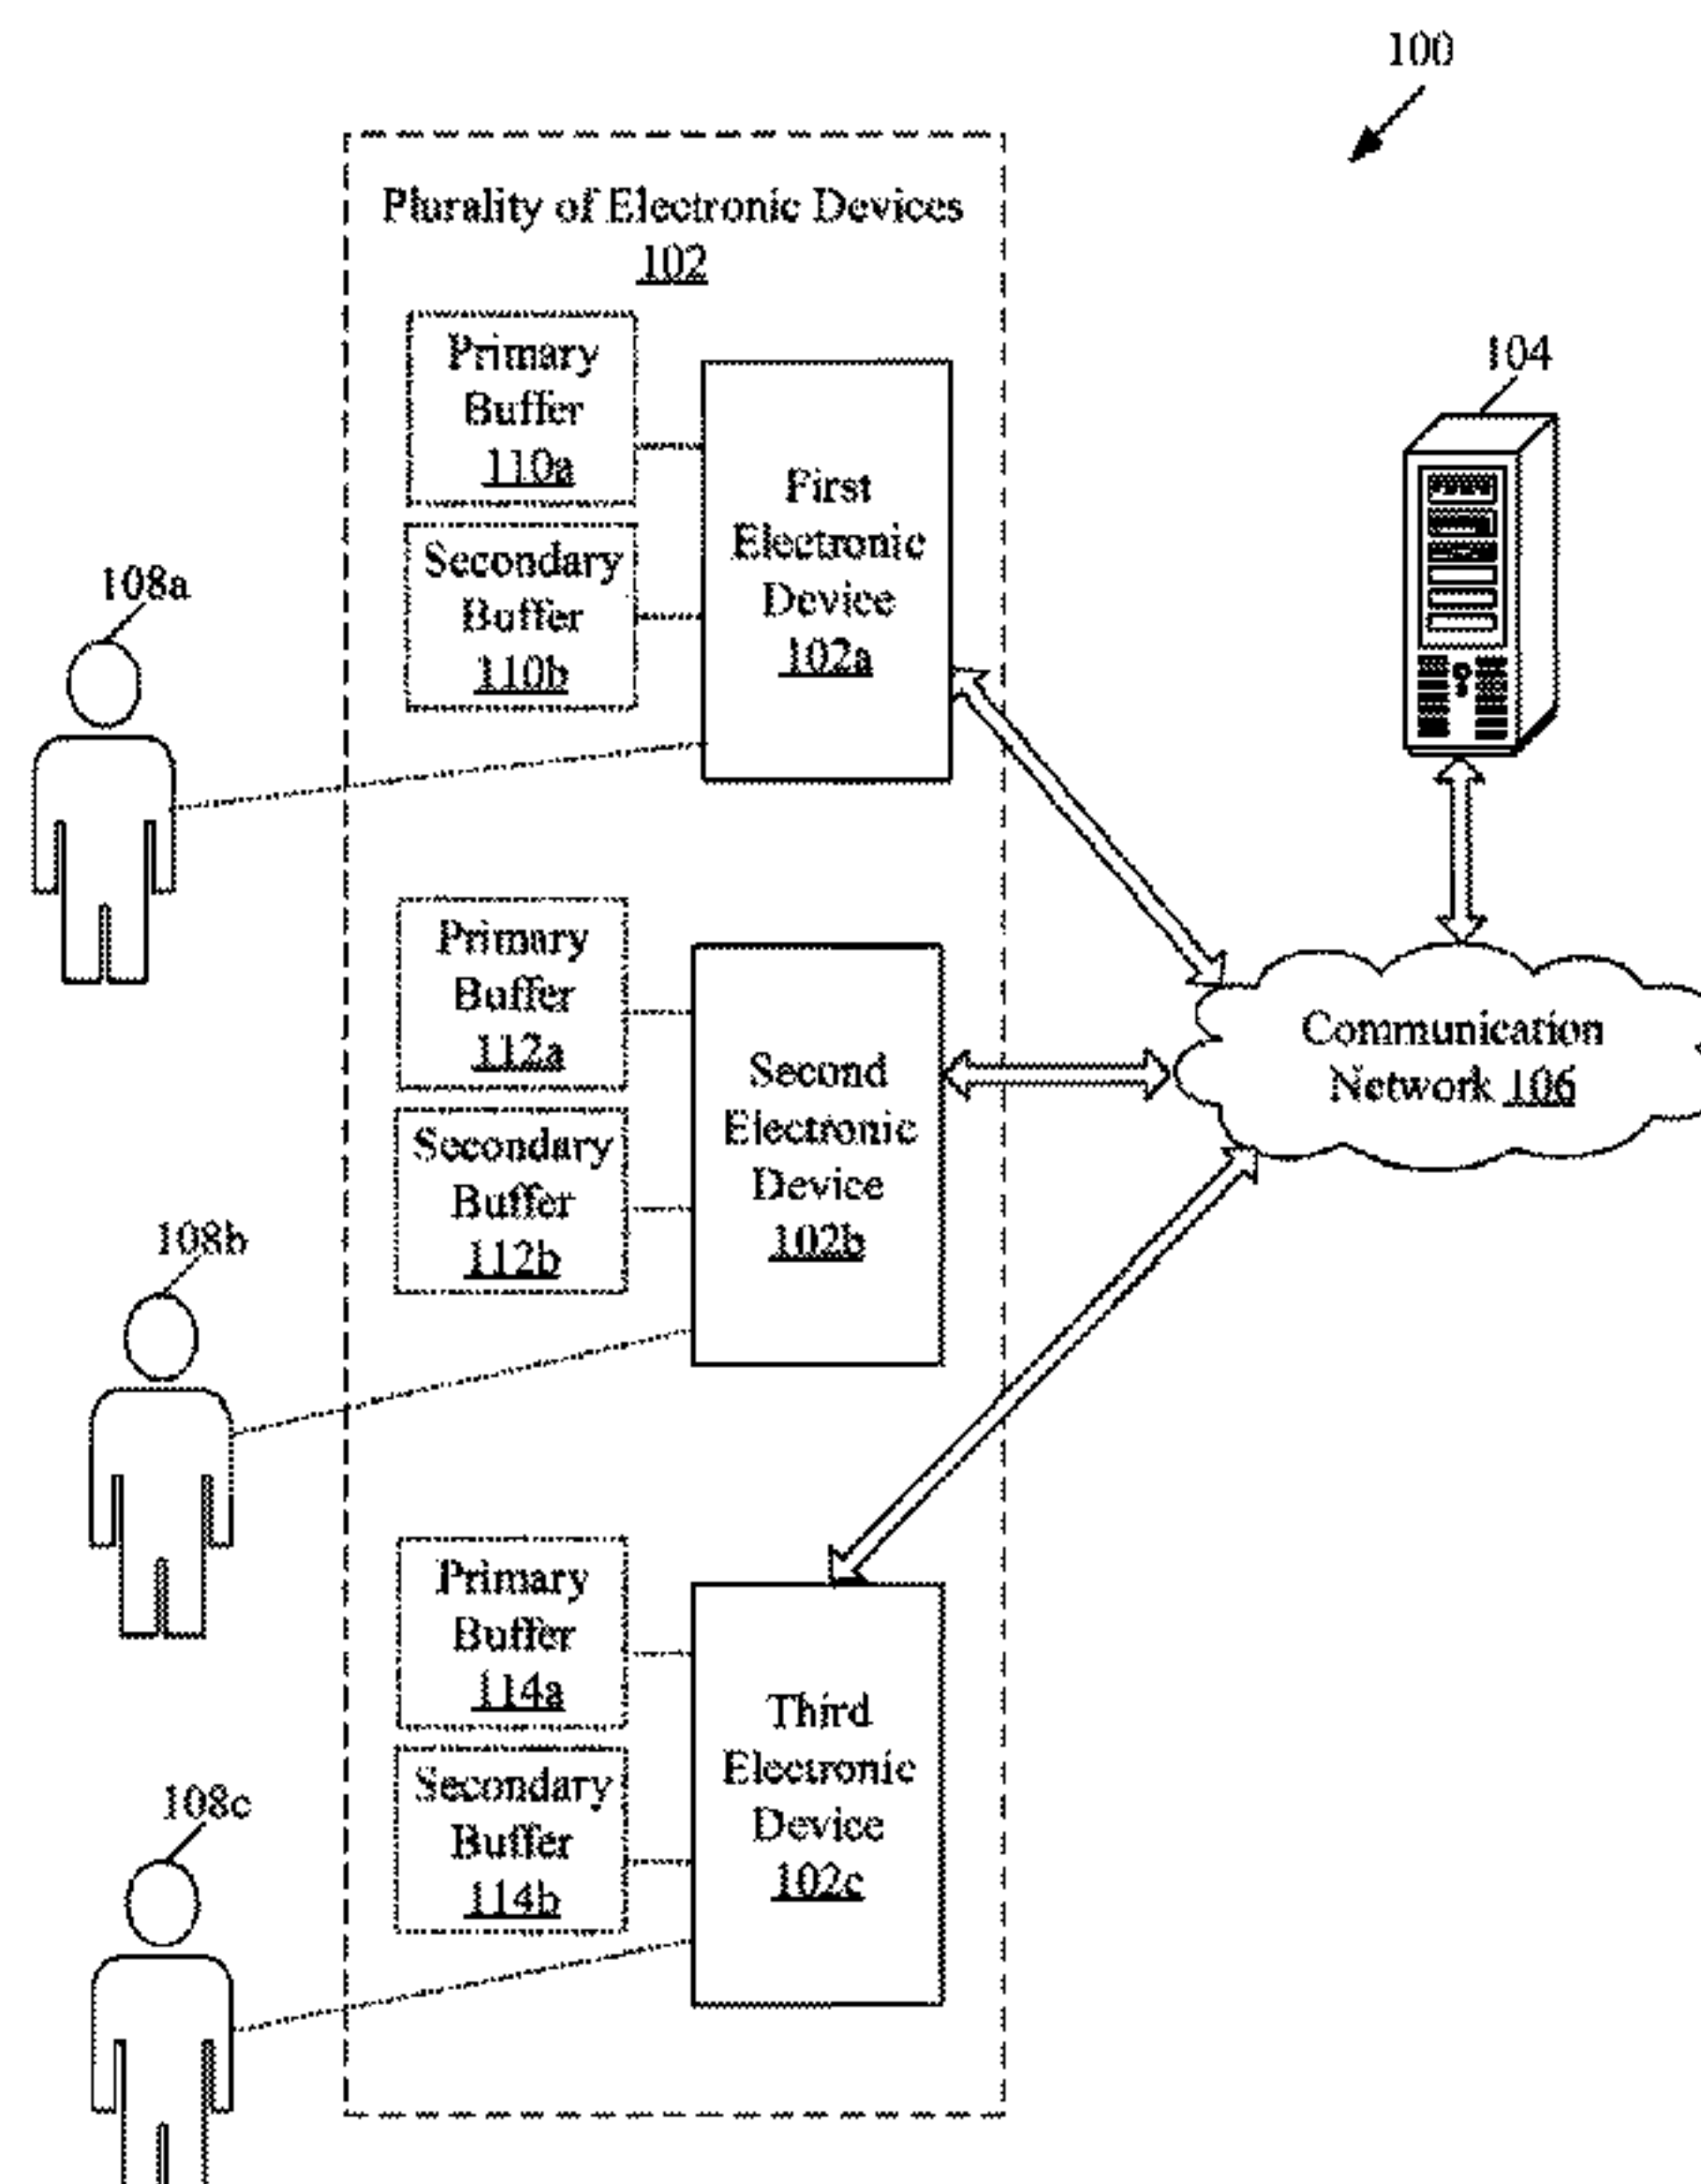 100
Plurality of Electronic Devices
102
Primary
Buffer
110a
Secondary
Buffer
110b
First
Electronic
Device
102a
104
108a
Primary
Buffer
112a
Secondary
Buffer
112b
Second
Electronic
Device
102b
Communication
Network 106
108b
Primary
Buffer
114a
Secondary
Buffer
114b
Third
Electronic
Device
102c
108c